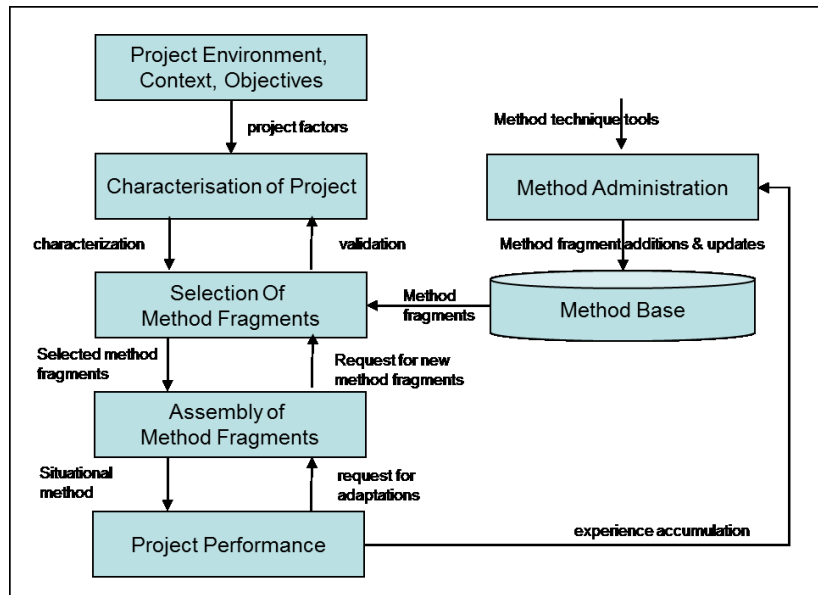 Project Environment,
Context, Objectives
project factors
Method technique tools
Characterisation of Project
Method Administration
characterization
validation
Method fragment additions & updates
Selection Of
Method Fragments
Method
fragments
Method Base
Selected method
fragments
Request for new
method fragments
Assembly of
Method Fragments
Situational
method
request for
adaptations
Project Performance
experience accumulation